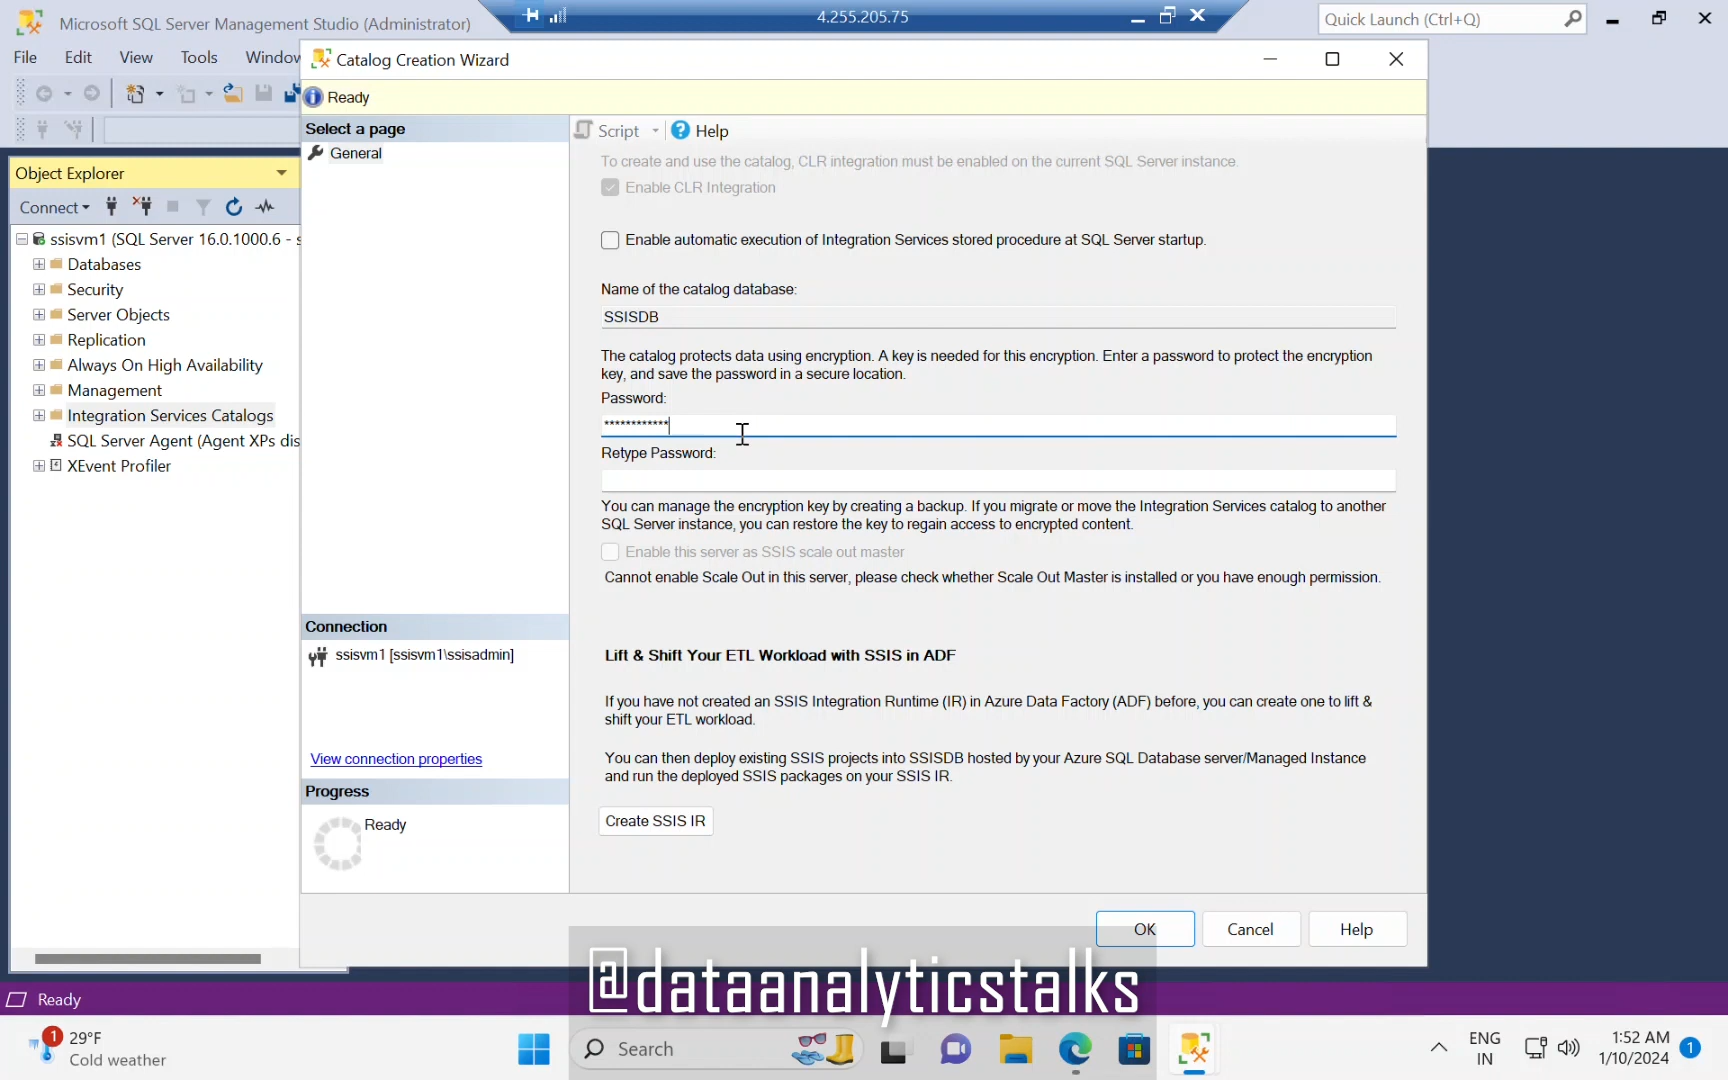 Microsoft SQL Server Management Studio (Administrator)
4.255.205.75
Quick Launch (Ctrl+Q)
File Edit View Tools Window
Catalog Creation Wizard
Ready
Select a page
General
Script
Help
To create and use the catalog, CLR integration must be enabled on the current SQL Server instance.
Enable CLR Integration
Enable automatic execution of Integration Services stored procedure at SQL Server startup.
Name of the catalog database:
SSISDB
The catalog protects data using encryption. A key is needed for this encryption. Enter a password to protect the encryption
key, and save the password in a secure location.
Password:
************
Retype Password:
You can manage the encryption key by creating a backup. If you migrate or move the Integration Services catalog to another
SQL Server instance, you can restore the key to regain access to encrypted content.
Enable this server as SSIS scale out master
Cannot enable Scale Out in this server, please check whether Scale Out Master is installed or you have enough permission.
Lift & Shift Your ETL Workload with SSIS in ADF
If you have not created an SSIS Integration Runtime (IR) in Azure Data Factory (ADF) before, you can create one to lift &
shift your ETL workload.
You can then deploy existing SSIS projects into SSISDB hosted by your Azure SQL Database server/Managed Instance
and run the deployed SSIS packages on your SSIS IR.
Create SSIS IR
Object Explorer
Connect
ssisvm1 (SQL Server 16.0.1000.6 - s
Databases
Security
Server Objects
Replication
Always On High Availability
Management
Integration Services Catalogs
SQL Server Agent (Agent XPs dis
XEvent Profiler
Connection
ssisvm1 [ssisvm1\ssisadmin]
View connection properties
Progress
Ready
OK Cancel Help
@dataanalyticstalks
Ready
1
29°F
Cold weather
Search
ENG
IN
1:52 AM
1/10/2024
1